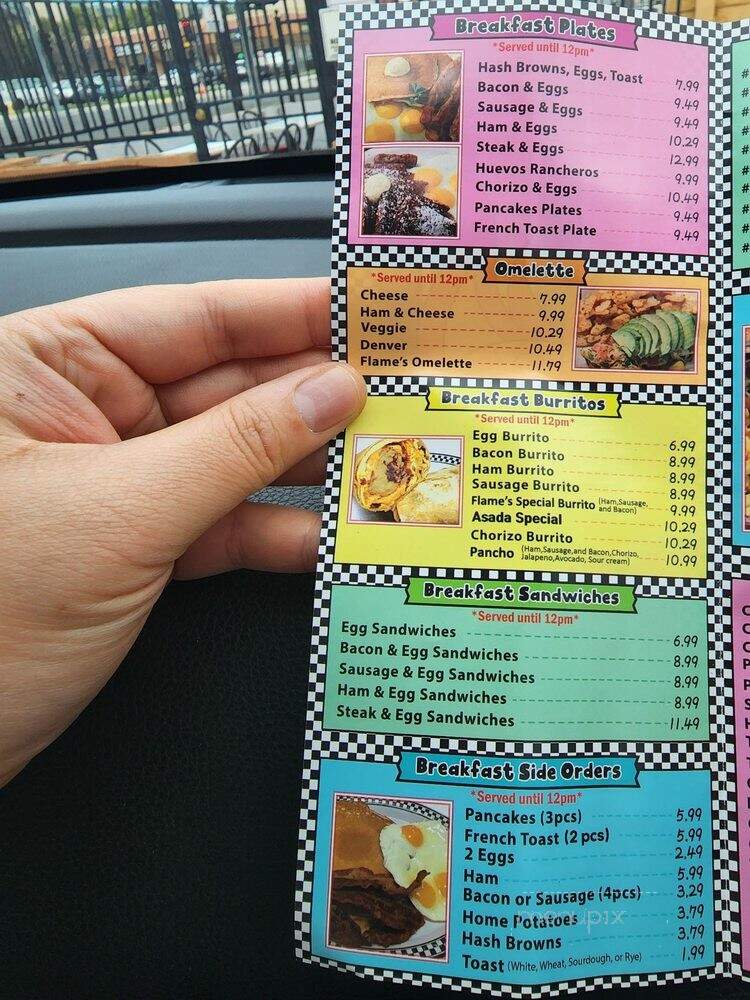 Breakfast Plates
*Served until 12pm*
Hash Browns, Eggs, Toast 7.99
Bacon & Eggs 9.49
Sausage & Eggs 9.49
Ham & Eggs 10.29
Steak & Eggs 12.99
Huevos Rancheros 9.99
Chorizo & Eggs 10.49
Pancakes Plates 9.49
French Toast Plate 9.49
Omelette
*Served until 12pm*
Cheese 7.99
Ham & Cheese 9.99
Veggie 10.29
Denver 10.49
Flame's Omelette 11.79
Breakfast Burritos
*Served until 12pm*
Egg Burrito 6.99
Bacon Burrito 8.99
Ham Burrito 8.99
Sausage Burrito 8.99
Flame's Special Burrito (Ham,Sausage, and Bacon) 9.99
Asada Special 10.29
Chorizo Burrito 10.29
Pancho (Ham,Sausage,and Bacon,Chorizo, Jalapeno,Avocado, Sour cream) 10.99
Breakfast Sandwiches
*Served until 12pm*
Egg Sandwiches 6.99
Bacon & Egg Sandwiches 8.99
Sausage & Egg Sandwiches 8.99
Ham & Egg Sandwiches 8.99
Steak & Egg Sandwiches 11.49
Breakfast Side Orders
*Served until 12pm*
Pancakes (3pcs) 5.99
French Toast (2 pcs) 5.99
2 Eggs 2.49
Ham 5.99
Bacon or Sausage (4pcs) 3.29
Home Potatoes 3.79
Hash Browns 3.79
Toast (White, Wheat, Sourdough, or Rye) 1.99
menupix